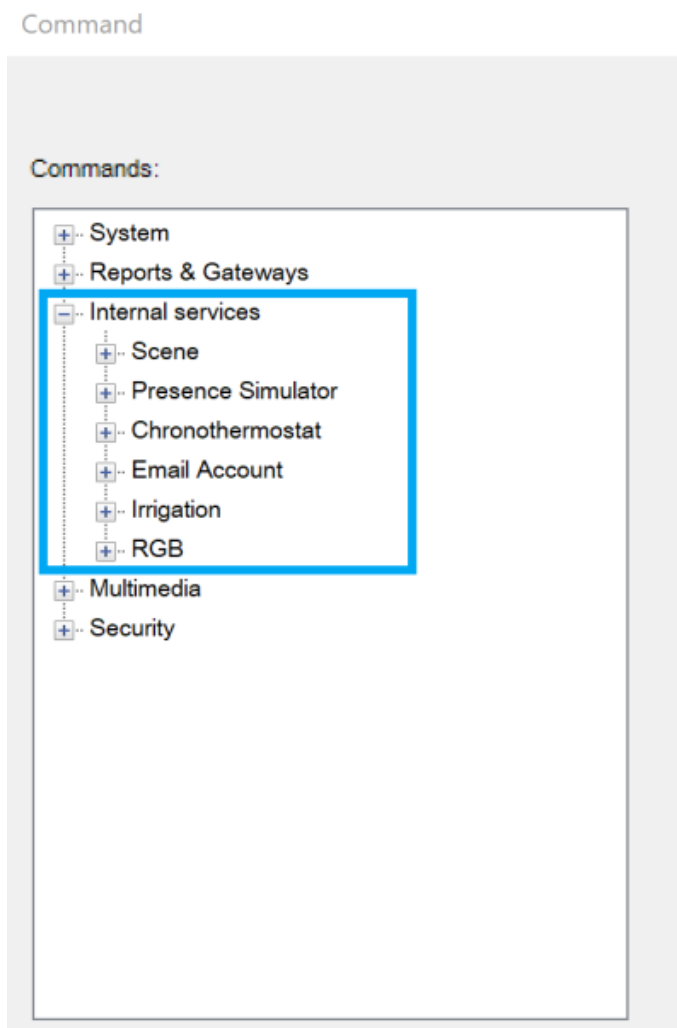 Command
Commands:
System
Reports & Gateways
Internal services
Scene
Presence Simulator
Chronothermostat
Email Account
Irrigation
RGB
Multimedia
Security